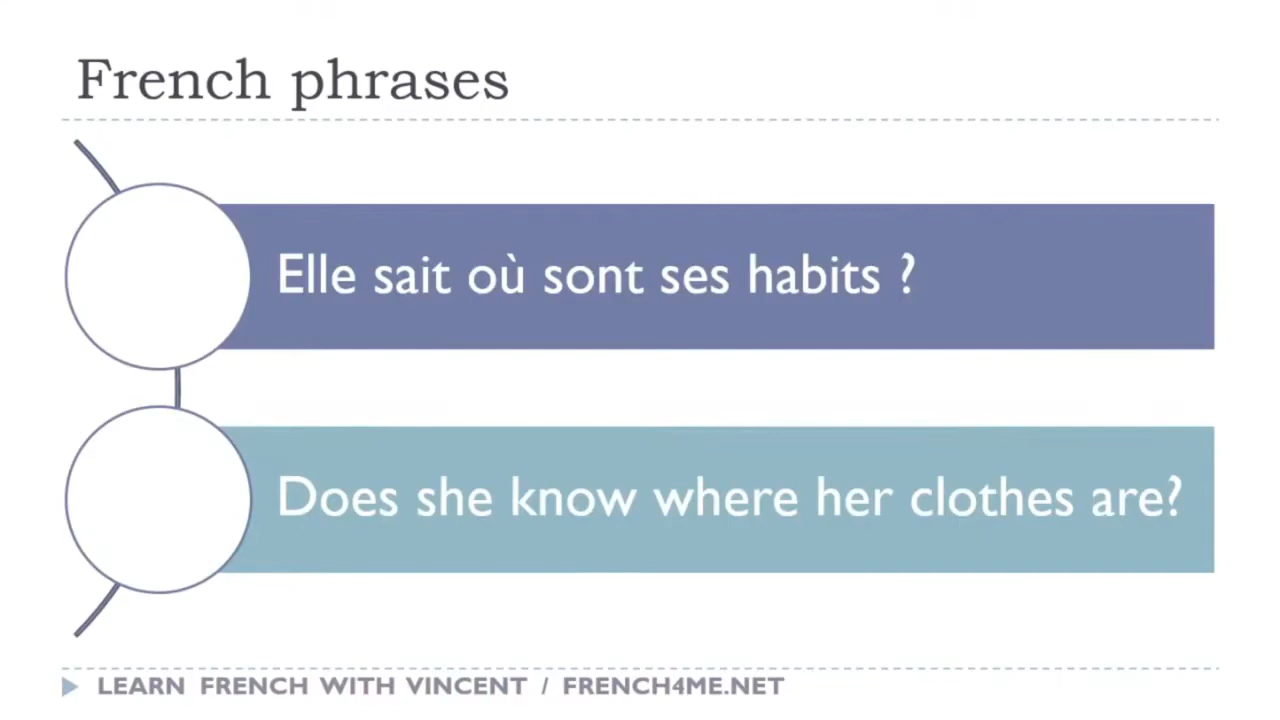 French phrases
Elle sait où sont ses habits ?
Does she know where her clothes are?
LEARN FRENCH WITH VINCENT / FRENCH4ME.NET